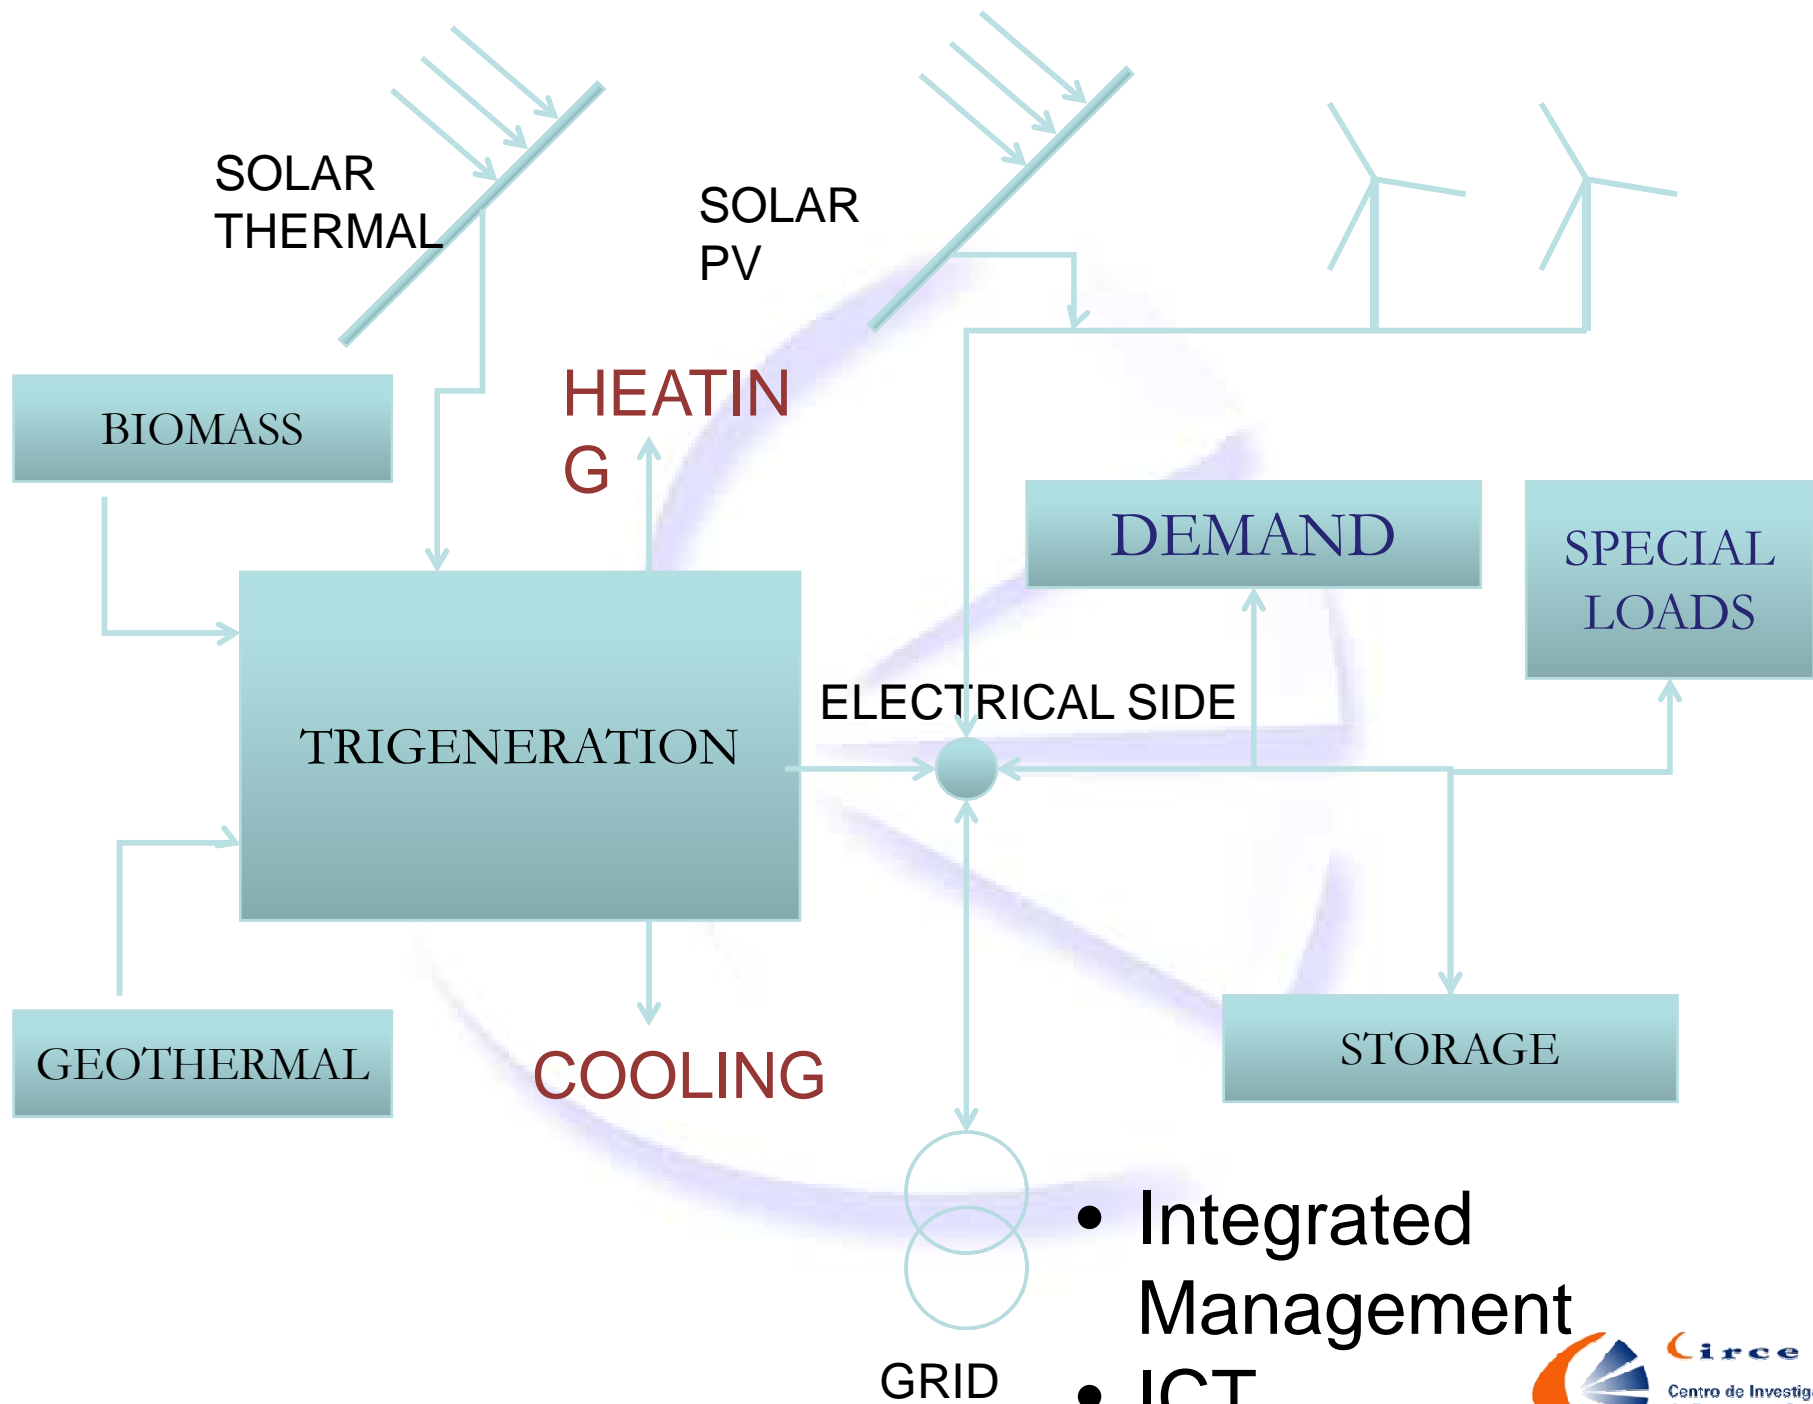 SOLAR
THERMAL
SOLAR
PV
HEATIN
G
BIOMASS
DEMAND
SPECIAL
LOADS
ELECTRICAL SIDE
TRIGENERATION
GEOTHERMAL
COOLING
STORAGE
• Integrated
Management
GRID
• ICT
Circe
Centro de Investig